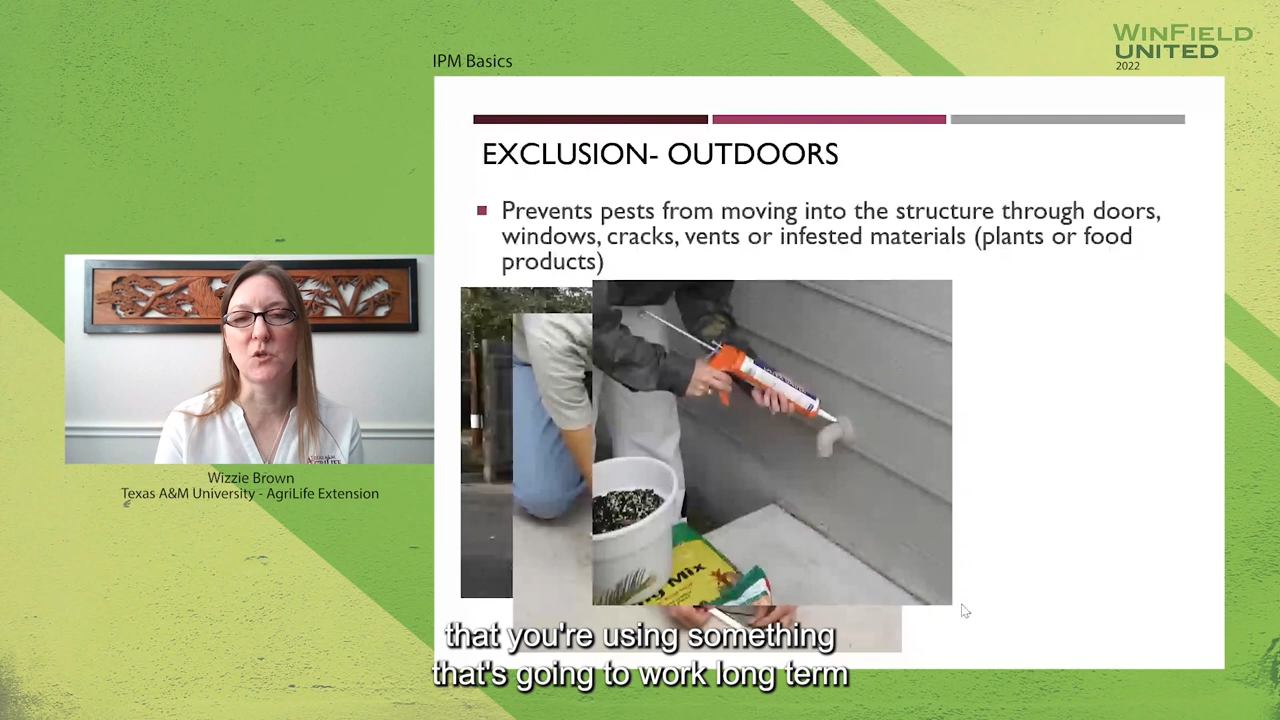 IPM Basics
WINFIELD
UNITED
2022
EXCLUSION- OUTDOORS
Prevents pests from moving into the structure through doors,
windows, cracks, vents or infested materials (plants or food
products)
AGRILIFE
Wizzie Brown
Texas A&M University - AgriLife Extension
Mix
that you're using something
that's going to work long term